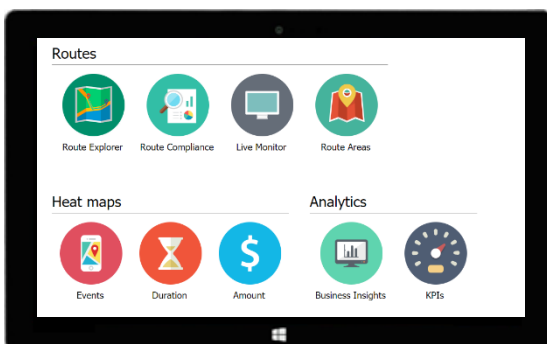 Routes
Route Explorer Route Compliance Live Monitor Route Areas
Heat maps Analytics
Events Duration Amount Business Insights KPIs